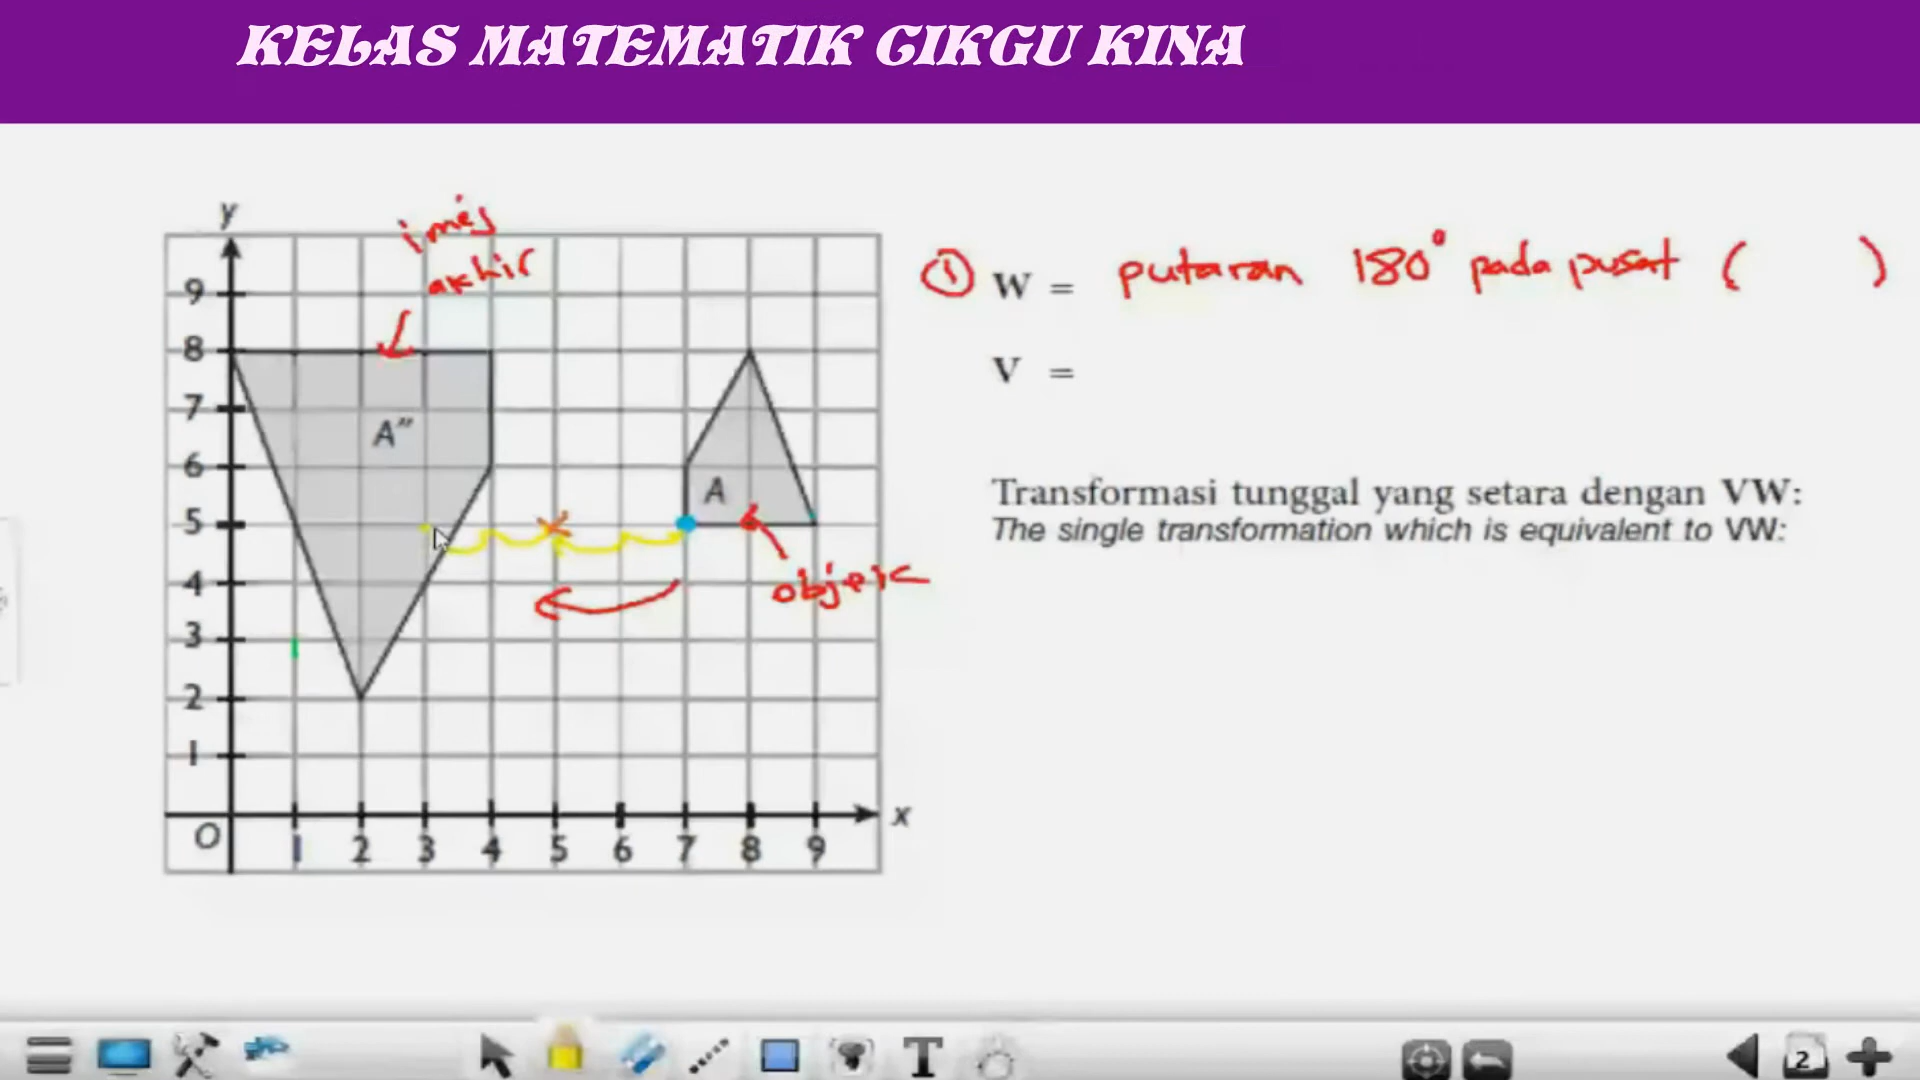 KELAS MATEMATIK CIKGU KINA
y
imej
akhir
① W = putaran 180° pada pusat ( )
V =
9
8
7
6
5
4
3
2
1
A″
A
objek
Transformasi tunggal yang setara dengan VW:
The single transformation which is equivalent to VW:
x
O
1 2 3 4 5 6 7 8 9
T
2